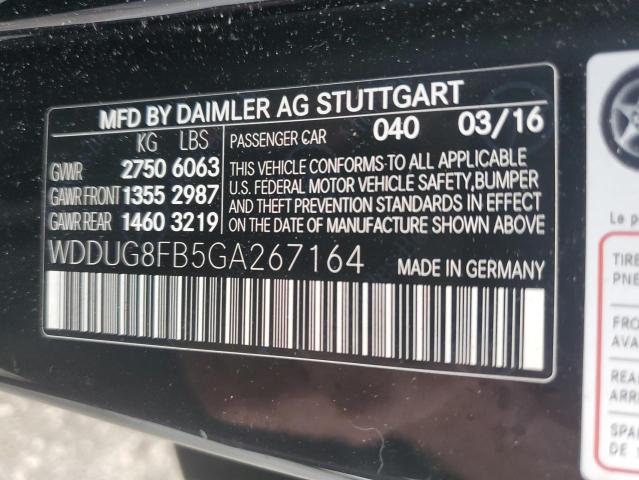 MFD BY DAIMLER AG STUTTGART
KG LBS
GVWR 2750 6063
GAWR FRONT 1355 2987
GAWR REAR 1460 3219
PASSENGER CAR 040 03/16
THIS VEHICLE CONFORMS TO ALL APPLICABLE
U.S. FEDERAL MOTOR VEHICLE SAFETY, BUMPER
AND THEFT PREVENTION STANDARDS IN EFFECT
ON THE DATE OF MANUFACTURE SHOWN ABOVE
WDDUG8FB5GA267164 MADE IN GERMANY
Le
TIRE